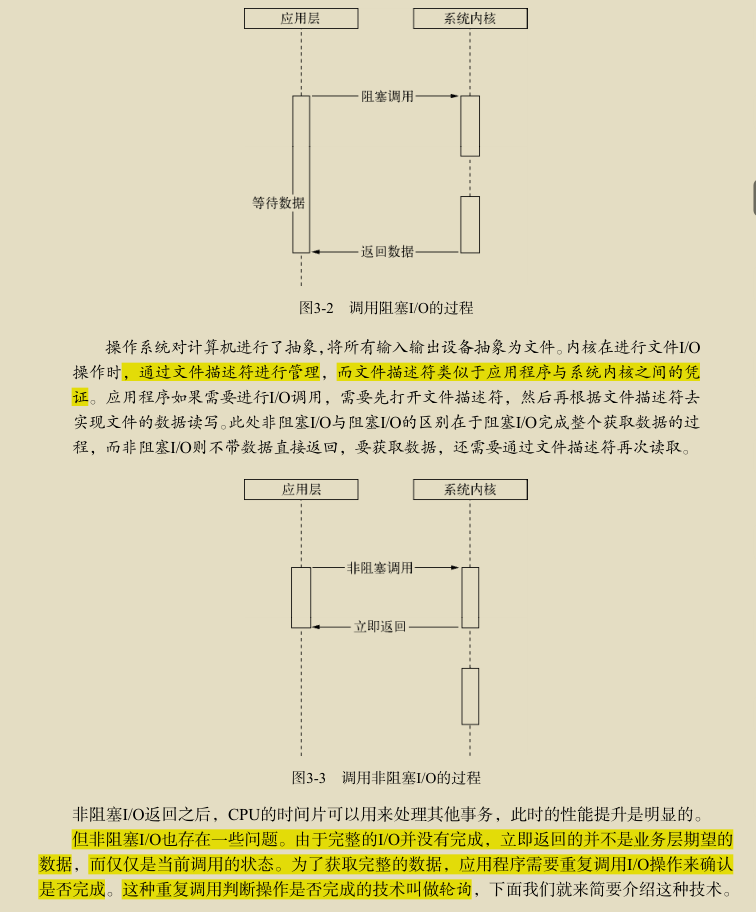 应用层 系统内核
阻塞调用
等待数据
返回数据
图3-2 调用阻塞I/O的过程
操作系统对计算机进行了抽象,将所有输入输出设备抽象为文件。内核在进行文件I/O
操作时,通过文件描述符进行管理,而文件描述符类似于应用程序与系统内核之间的凭
证。应用程序如果需要进行I/O调用,需要先打开文件描述符,然后再根据文件描述符去
实现文件的数据读写。此处非阻塞I/O与阻塞I/O的区别在于阻塞I/O完成整个获取数据的过
程,而非阻塞I/O则不带数据直接返回,要获取数据,还需要通过文件描述符再次读取。
应用层 系统内核
非阻塞调用
立即返回
图3-3 调用非阻塞I/O的过程
非阻塞I/O返回之后,CPU的时间片可以用来处理其他事务,此时的性能提升是明显的。
但非阻塞I/O也存在一些问题。由于完整的I/O并没有完成,立即返回的并不是业务层期望的
数据,而仅仅是当前调用的状态。为了获取完整的数据,应用程序需要重复调用I/O操作来确认
是否完成。这种重复调用判断操作是否完成的技术叫做轮询,下面我们就来简要介绍这种技术。